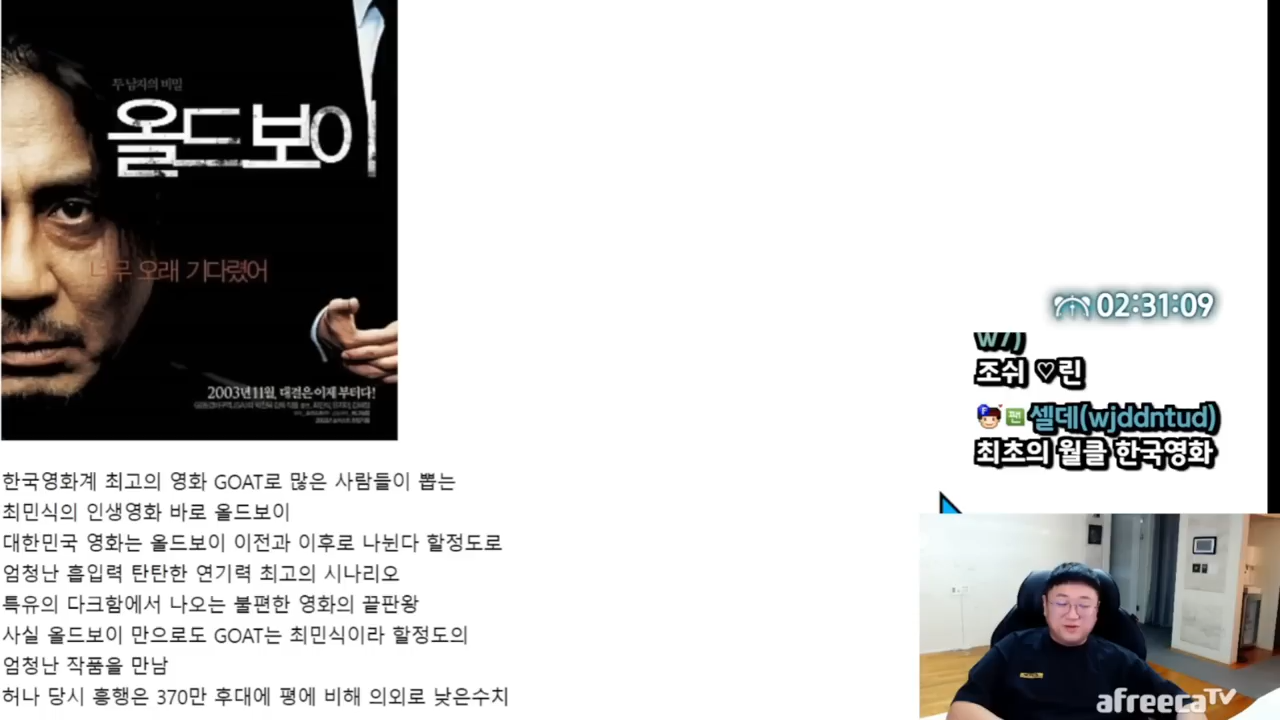 두 남자의 비밀
올드보이
너무 오래 기다렸어
2003년 11월, 대결은 이제 부터다!
한국영화계 최고의 영화 GOAT로 많은 사람들이 뽑는
최민식의 인생영화 바로 올드보이
대한민국 영화는 올드보이 이전과 이후로 나뉜다 할정도로
엄청난 흡입력 탄탄한 연기력 최고의 시나리오
특유의 다크함에서 나오는 불편한 영화의 끝판왕
사실 올드보이 만으로도 GOAT는 최민식이라 할정도의
엄청난 작품을 만남
허나 당시 흥행은 370만 후대에 평에 비해 의외로 낮은수치
02:31:09
w7)
조쉬 ♡린
F 팬 셀데(wjddntud)
최초의 월클 한국영화
afreecaTV